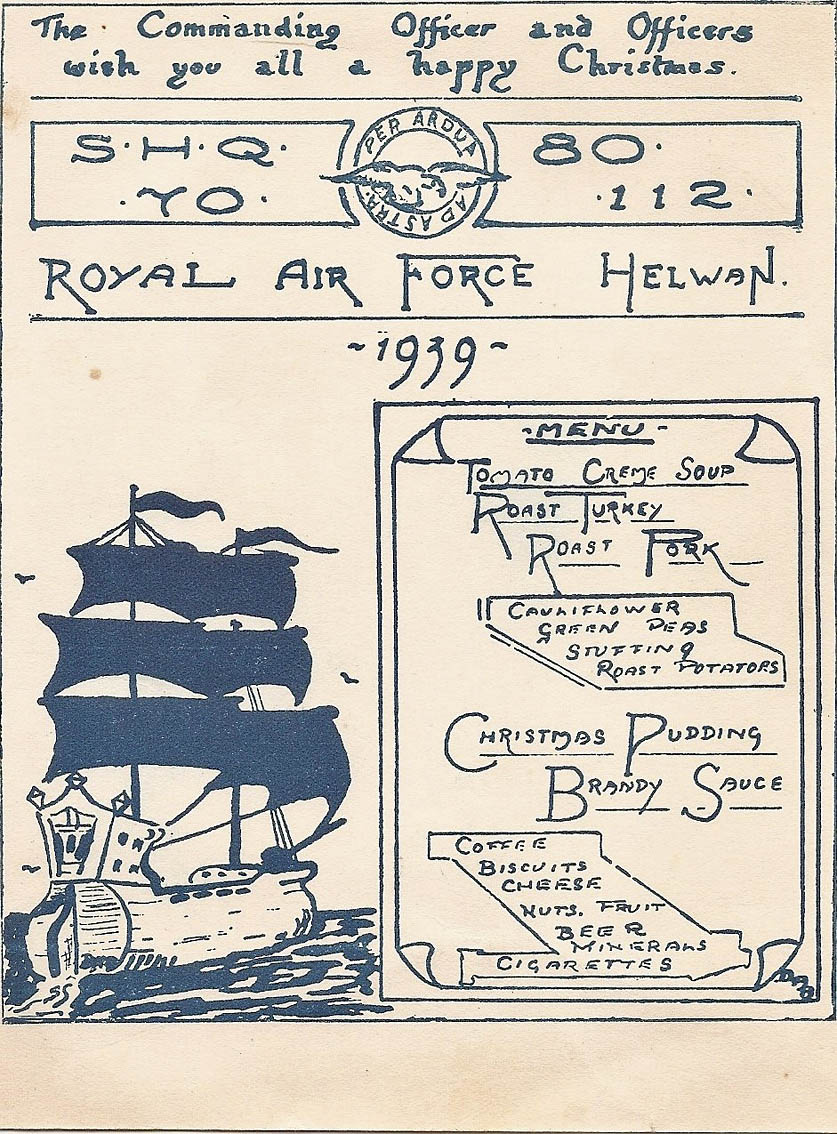 The Commanding Officer and Officers
wish you all a happy Christmas.
S.H.Q. 80.
.70. .112.
PER ARDUA
AD ASTRA.
ROYAL AIR FORCE HELWAN.
~1939~
-MENU-
TOMATO CREME SOUP
ROAST TURKEY
ROAST PORK
CAULIFLOWER
GREEN PEAS
STUFFING
ROAST POTATOES
CHRISTMAS PUDDING
BRANDY SAUCE
COFFEE
BISCUITS
CHEESE
NUTS. FRUIT
BEER
MINERALS
CIGARETTES